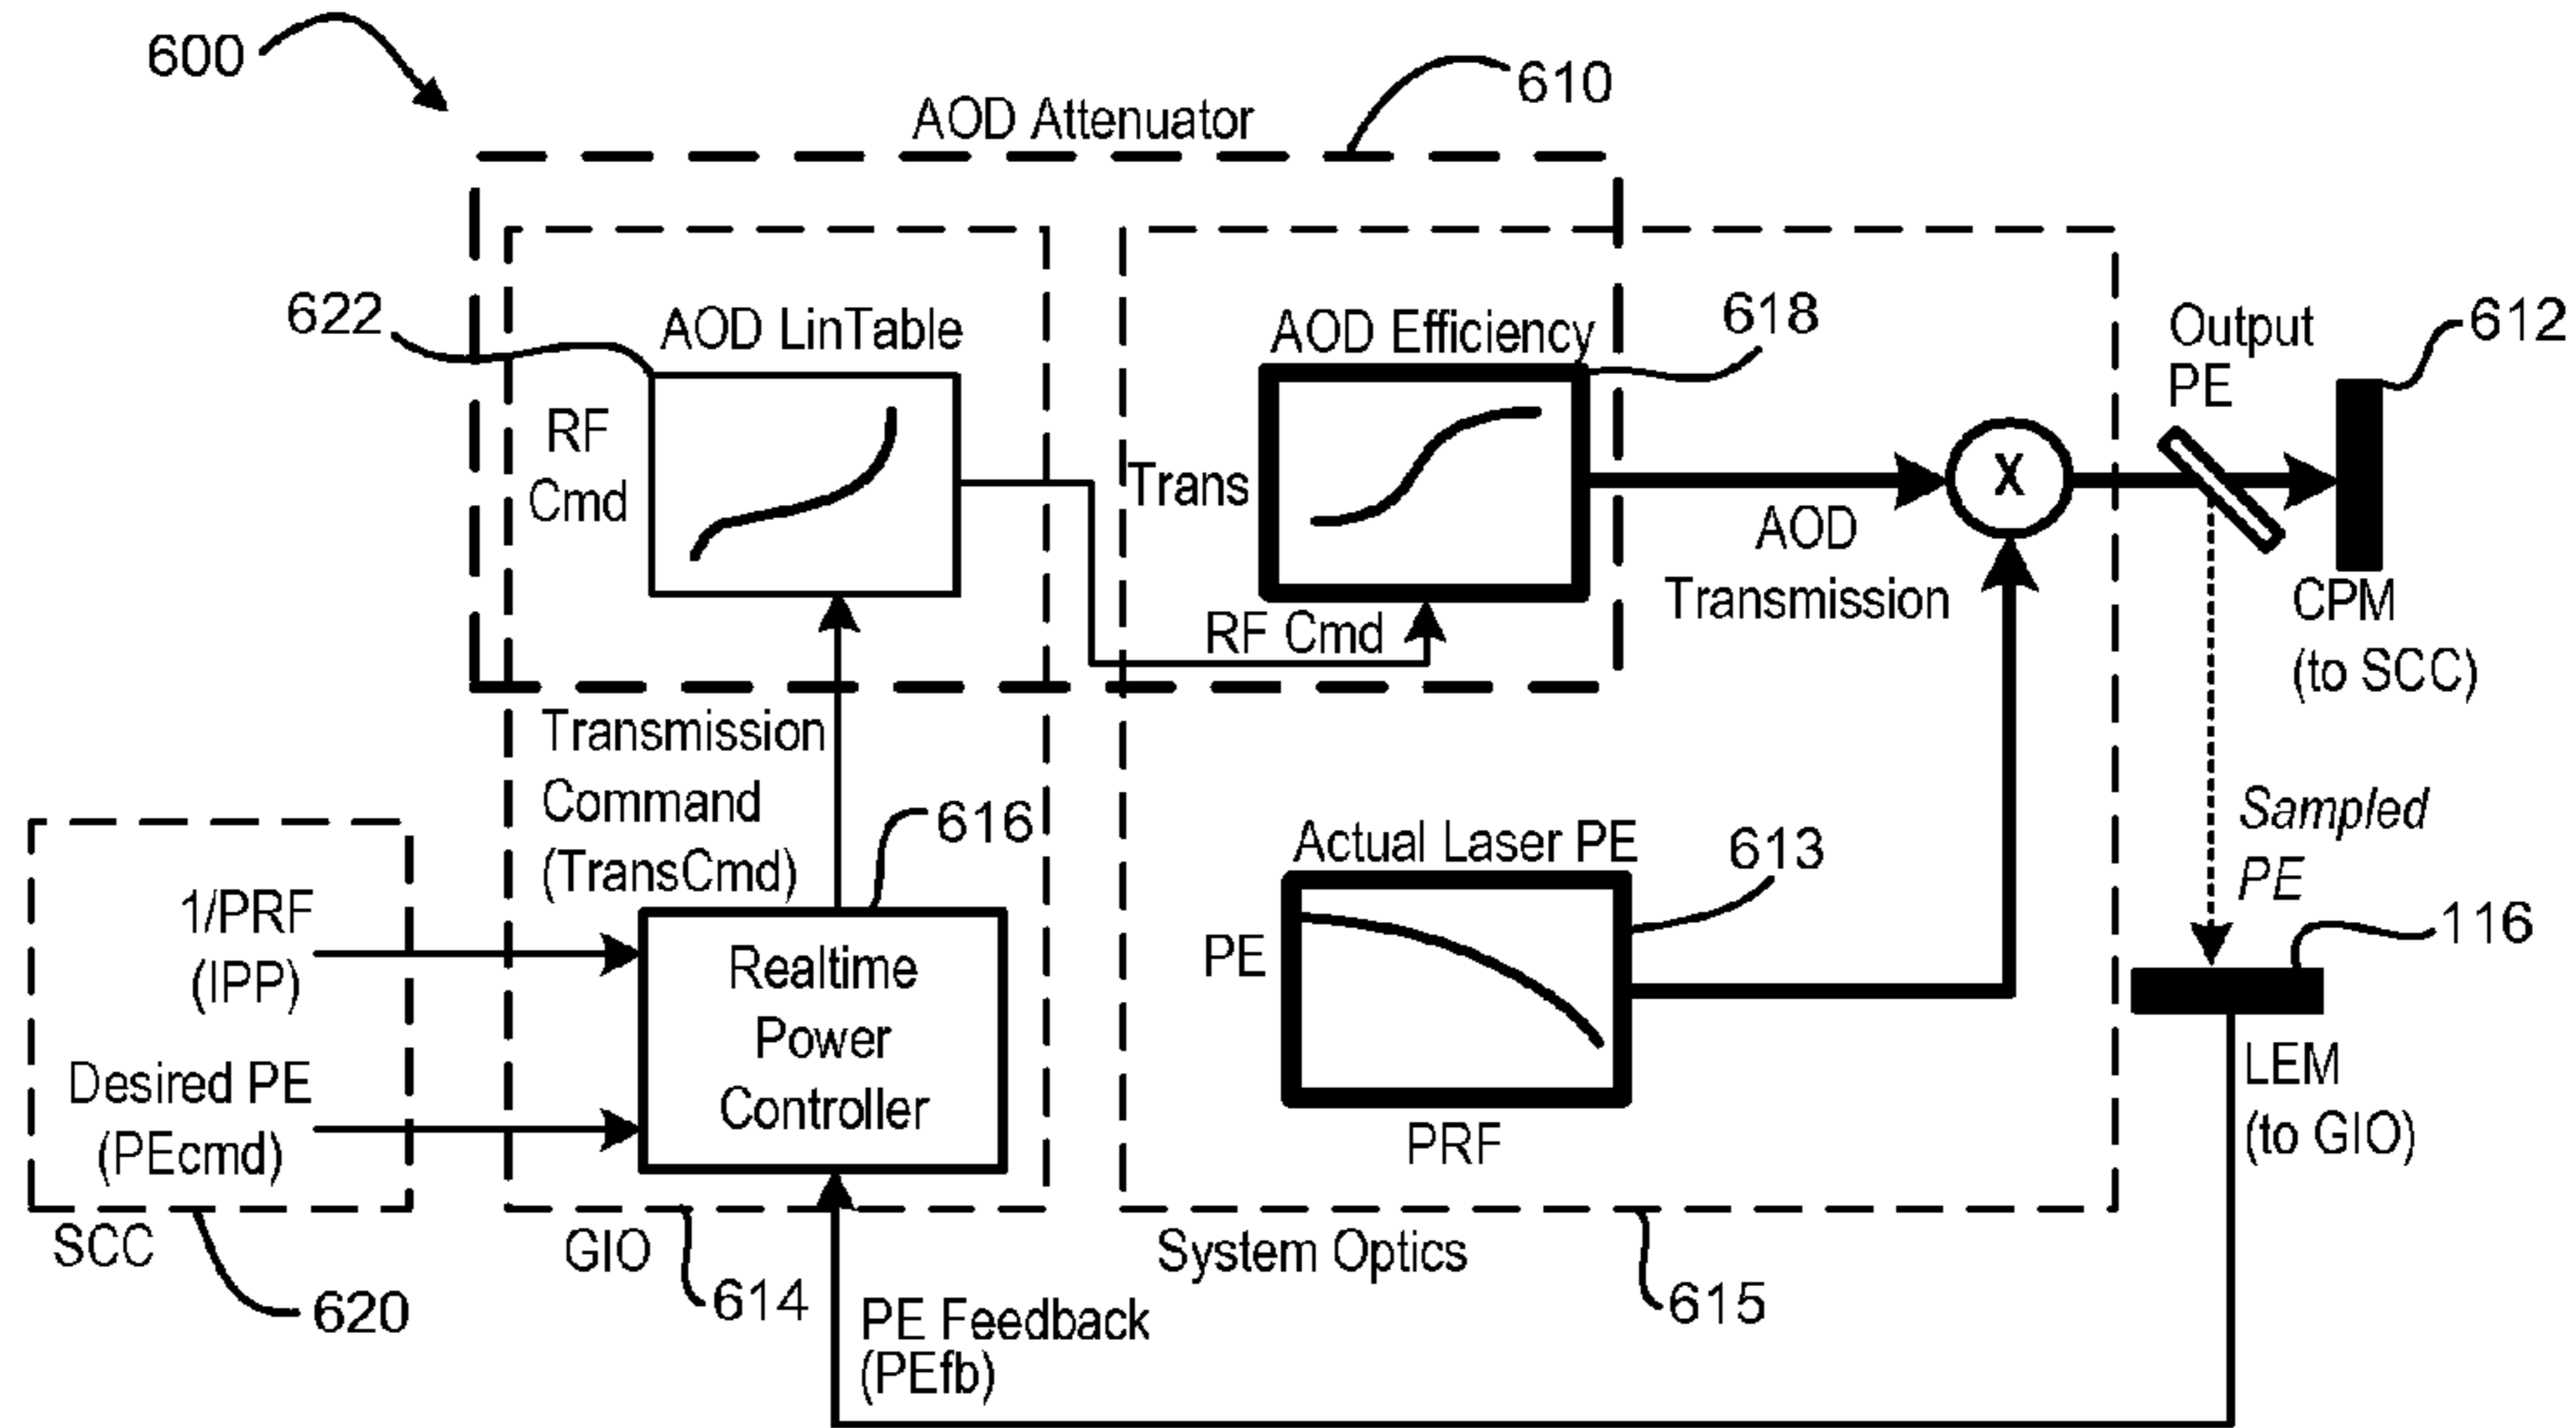 600
AOD Attenuator
610
622
AOD LinTable
RF
Cmd
AOD Efficiency
618
Trans
RF Cmd
AOD
Transmission
X
Output
PE
612
CPM
(to SCC)
Transmission
Command
(TransCmd)
616
1/PRF
(IPP)
Desired PE
(PEcmd)
SCC
620
Realtime
Power
Controller
GIO
614
Actual Laser PE
613
PE
PRF
System Optics
615
Sampled
PE
116
LEM
(to GIO)
PE Feedback
(PEfb)